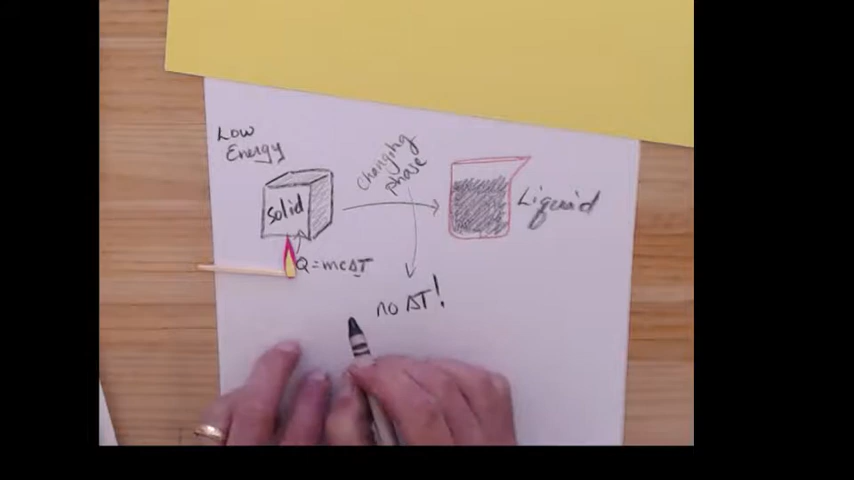 Low
Energy
Changing
Phase
Solid
Liquid
Q=mcΔT
no ΔT!